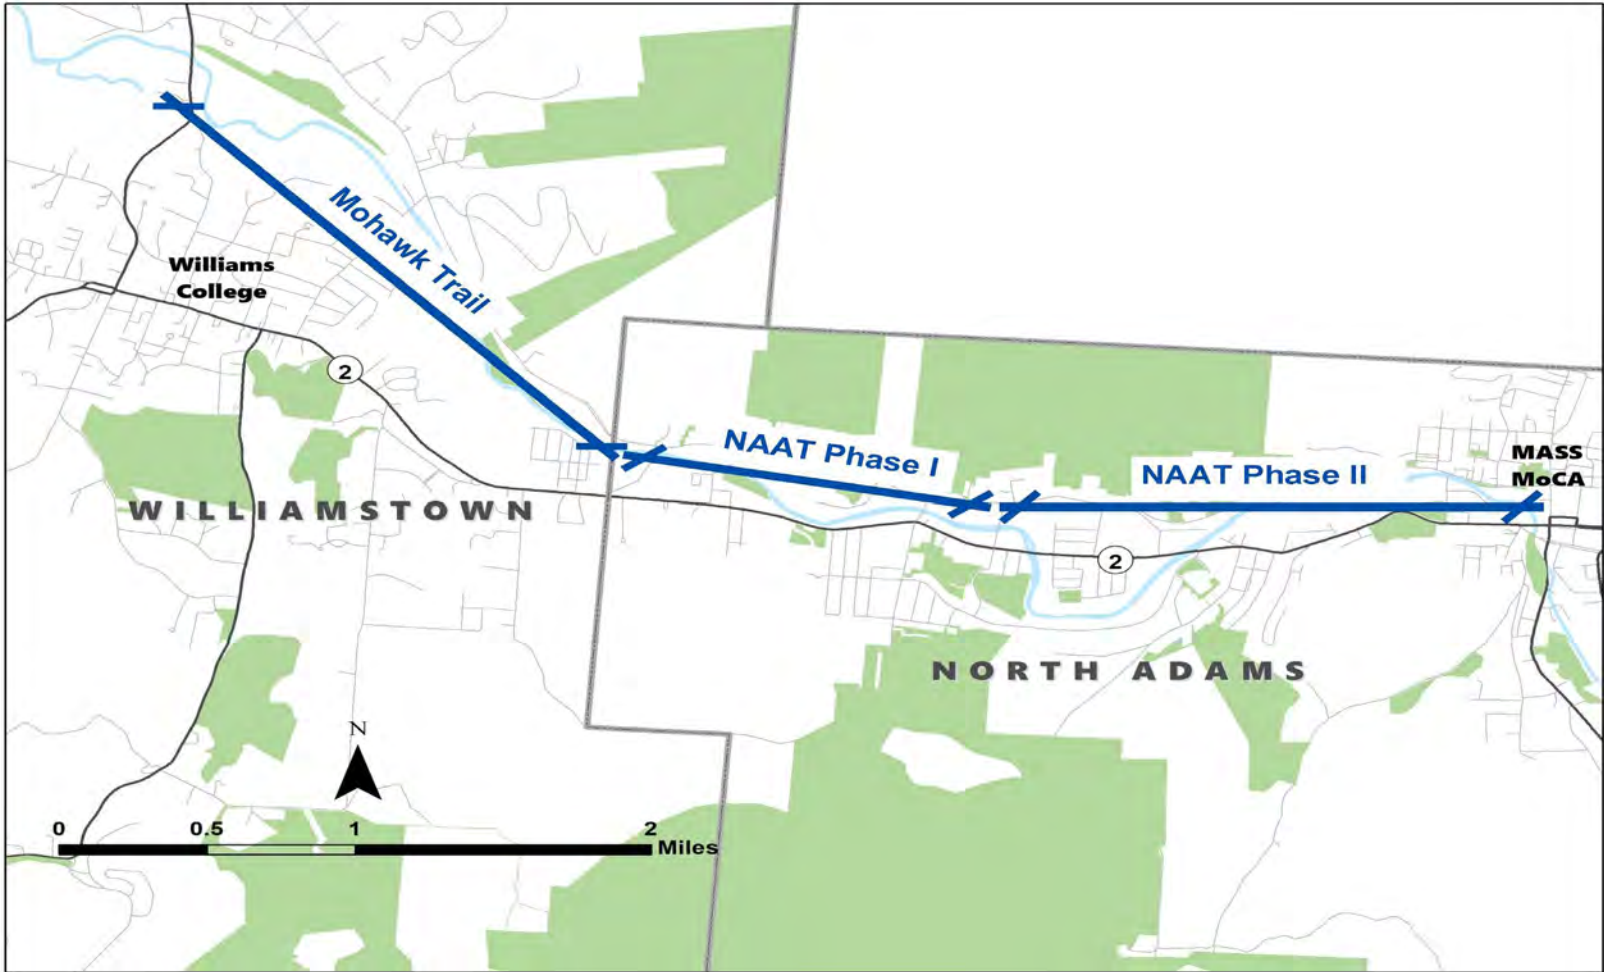 Mohawk Trail
Williams
College
2
NAAT Phase I
NAAT Phase II
MASS
MoCA
WILLIAMSTOWN
2
NORTH ADAMS
N
0 0.5 1 2
Miles